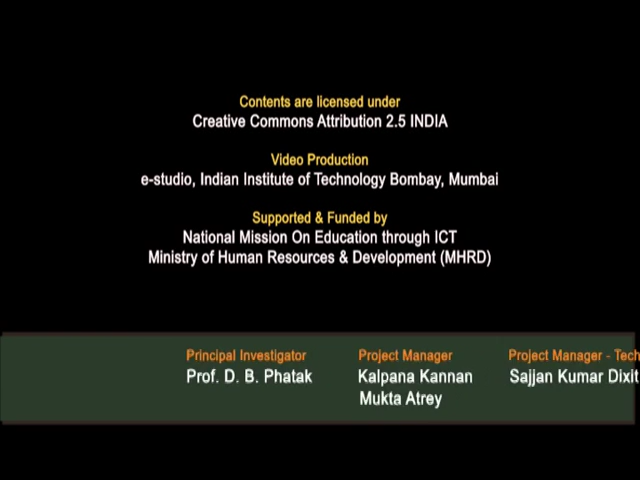 Contents are licensed under
Creative Commons Attribution 2.5 INDIA
Video Production
e-studio, Indian Institute of Technology Bombay, Mumbai
Supported & Funded by
National Mission On Education through ICT
Ministry of Human Resources & Development (MHRD)
Principal Investigator
Prof. D. B. Phatak
Project Manager
Kalpana Kannan
Mukta Atrey
Project Manager - Tech
Sajjan Kumar Dixit